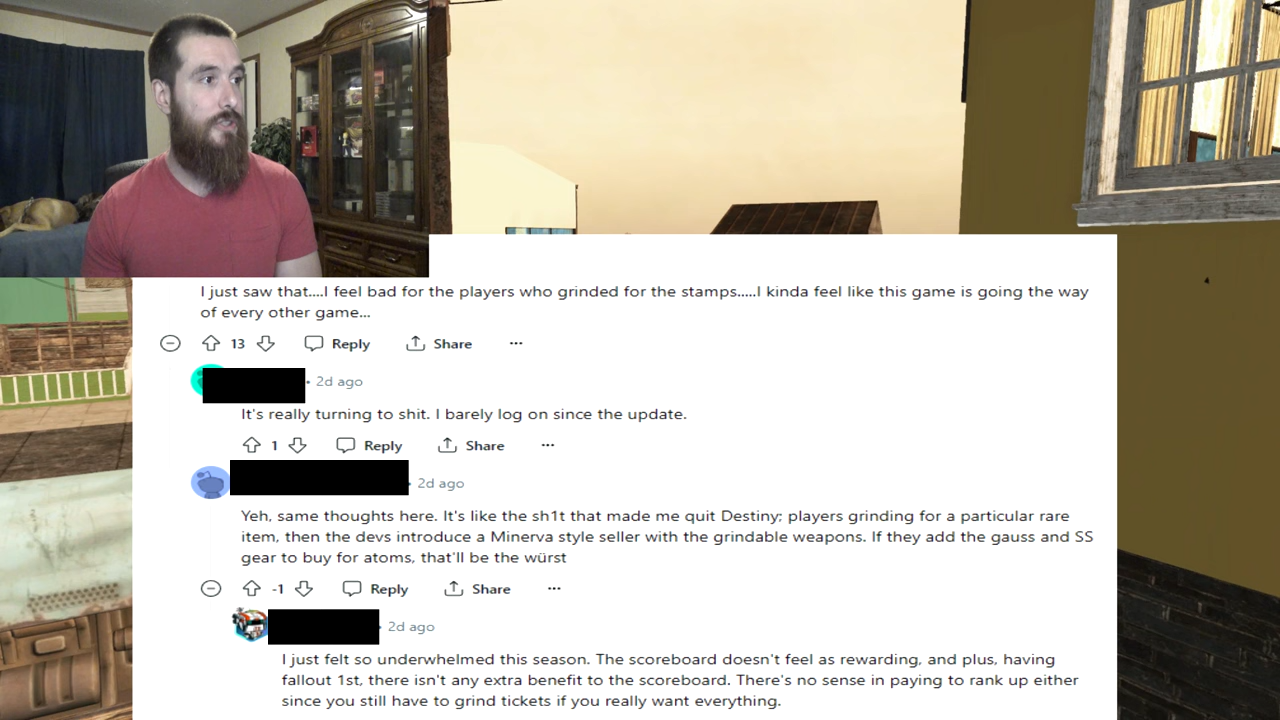 I just saw that....I feel bad for the players who grinded for the stamps.....I kinda feel like this game is going the way
of every other game...
13 Reply Share ...
• 2d ago
It's really turning to shit. I barely log on since the update.
1 Reply Share ...
• 2d ago
Yeh, same thoughts here. It's like the sh1t that made me quit Destiny; players grinding for a particular rare
item, then the devs introduce a Minerva style seller with the grindable weapons. If they add the gauss and SS
gear to buy for atoms, that'll be the würst
-1 Reply Share ...
• 2d ago
I just felt so underwhelmed this season. The scoreboard doesn't feel as rewarding, and plus, having
fallout 1st, there isn't any extra benefit to the scoreboard. There's no sense in paying to rank up either
since you still have to grind tickets if you really want everything.